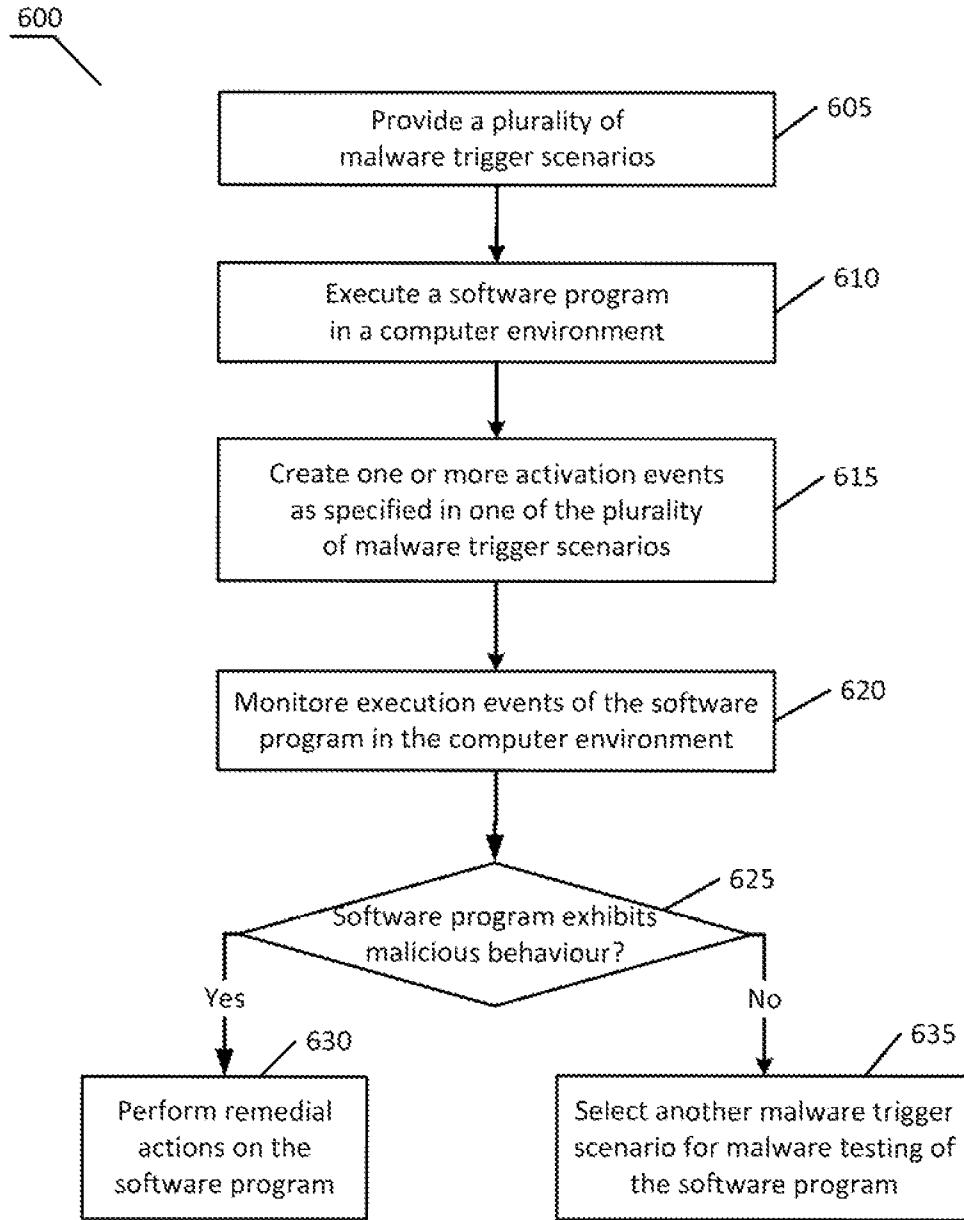 600
Provide a plurality of
malware trigger scenarios
605
Execute a software program
in a computer environment
610
Create one or more activation events
as specified in one of the plurality
of malware trigger scenarios
615
Monitore execution events of the software
program in the computer environment
620
Software program exhibits
malicious behaviour?
625
Yes
No
630
Perform remedial
actions on the
software program
635
Select another malware trigger
scenario for malware testing of
the software program